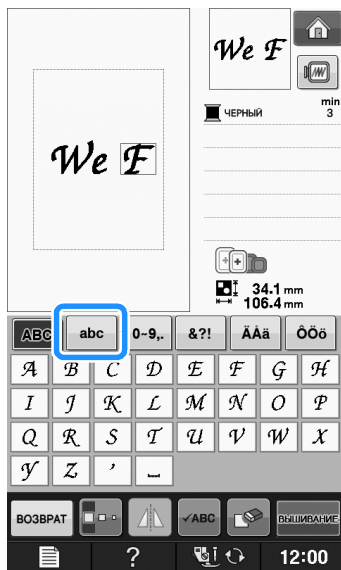 We F
We F
min
ЧЕРНЫЙ 3
34.1 mm
106.4 mm
ABC abc 0~9,. &?! ÄÅä ÔÖö
A B C D E F G H
I J K L M N O P
Q R S T U V W X
Y Z ’ _
ВОЗВРАТ ABC ВЫШИВАНИЕ
? 12:00